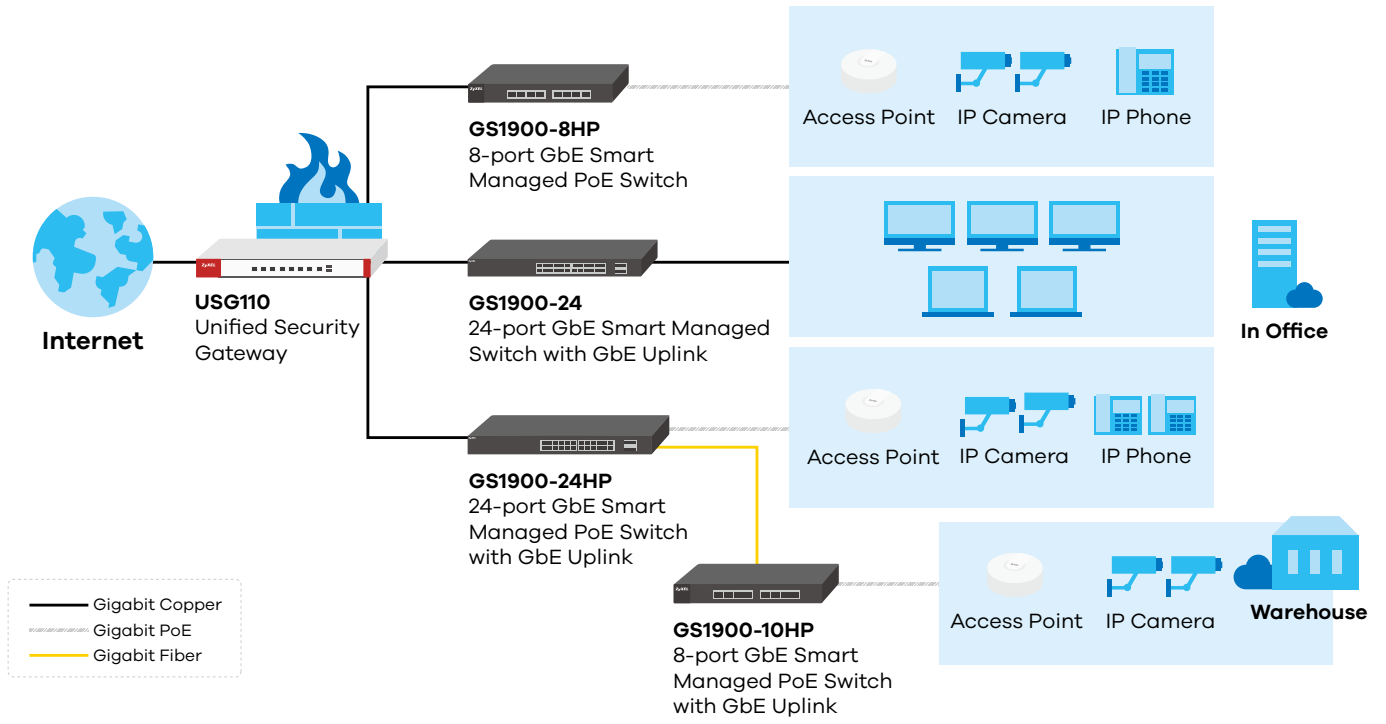 ZyXEL
GS1900-8HP
8-port GbE Smart
Managed PoE Switch
Access Point
IP Camera
IP Phone
Internet
ZyXEL
USG110
Unified Security
Gateway
GS1900-24
24-port GbE Smart Managed
Switch with GbE Uplink
In Office
GS1900-24HP
24-port GbE Smart
Managed PoE Switch
with GbE Uplink
Access Point
IP Camera
IP Phone
ZyXEL
GS1900-10HP
8-port GbE Smart
Managed PoE Switch
with GbE Uplink
Access Point
IP Camera
Warehouse
Gigabit Copper
Gigabit PoE
Gigabit Fiber